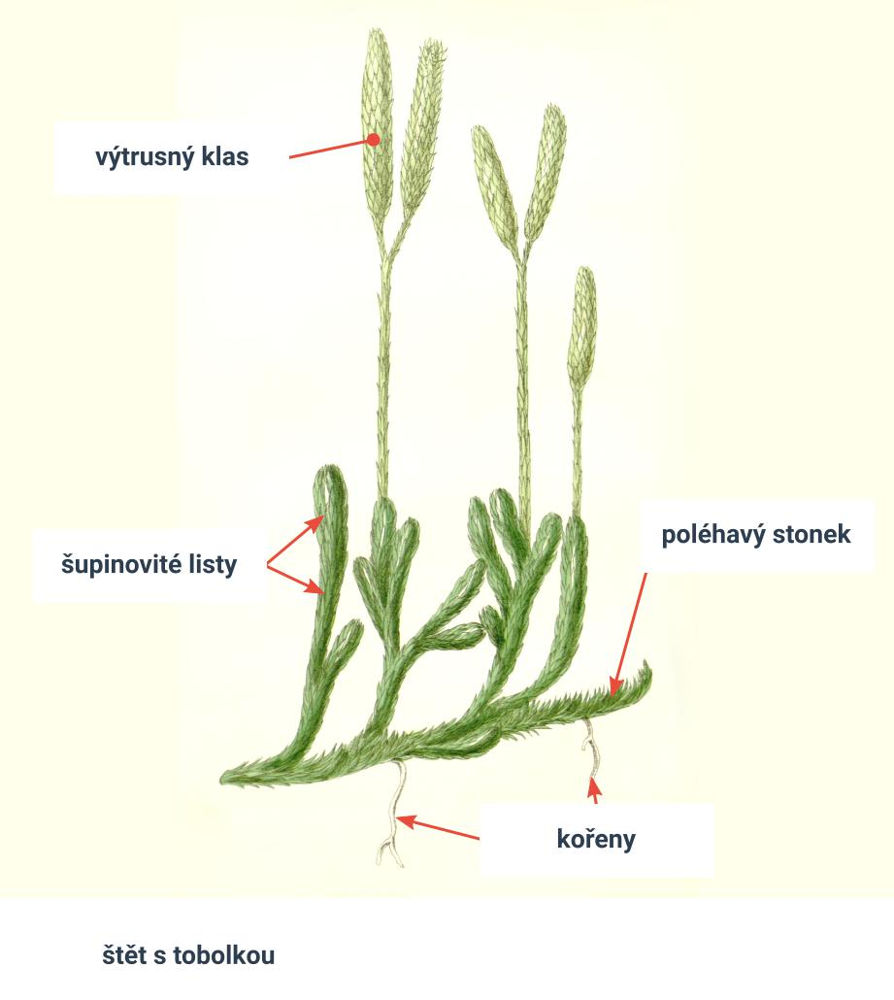 výtrusný klas
poléhavý stonek
šupinovité listy
kořeny
štět s tobolkou